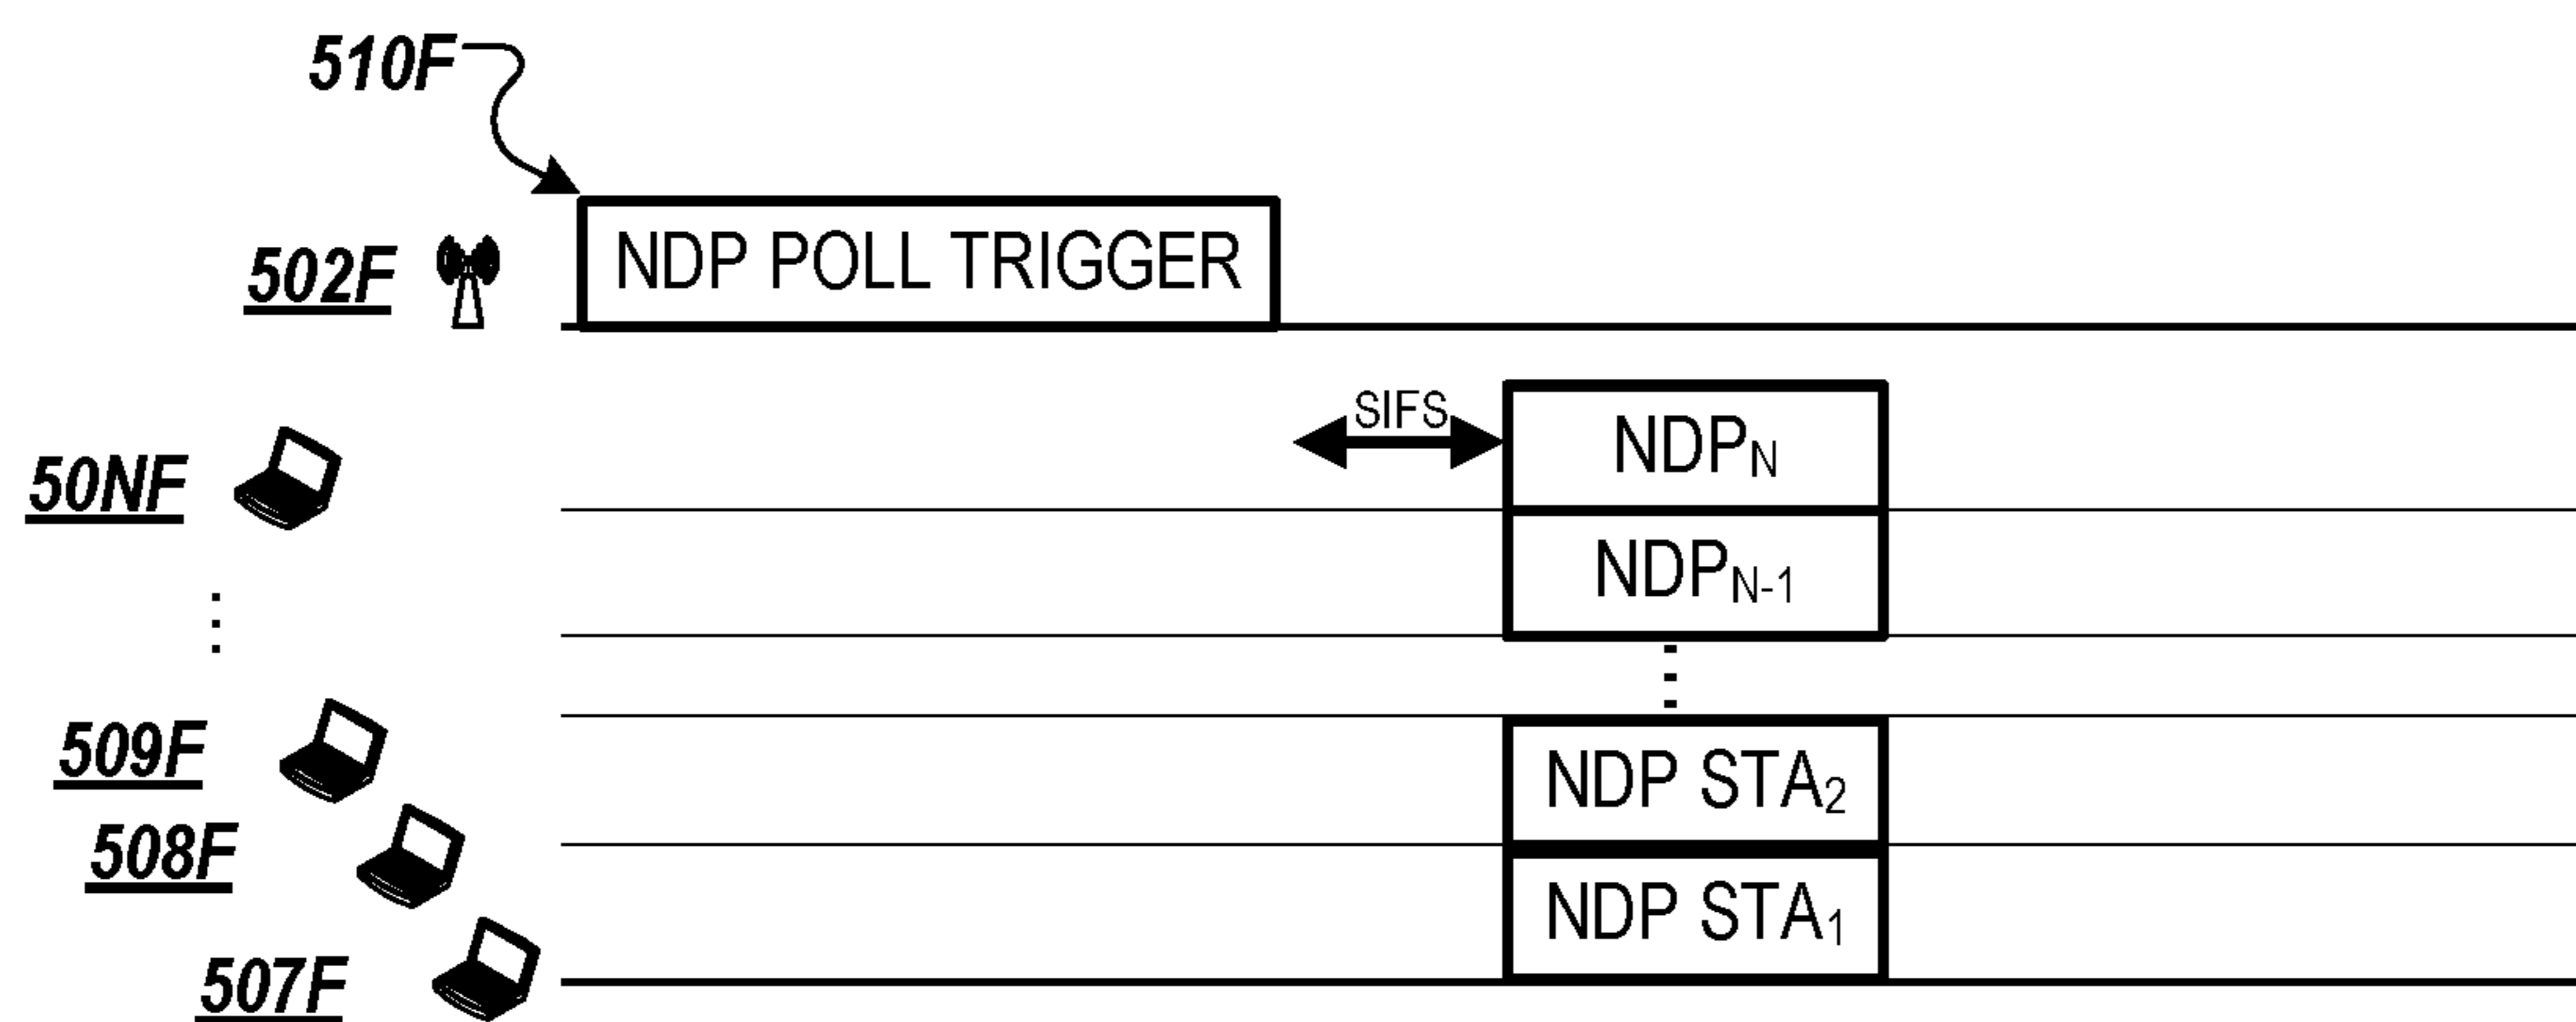 510F
502F
NDP POLL TRIGGER
SIFS
NDPN
50NF
NDPN-1
509F
NDP STA2
508F
NDP STA1
507F